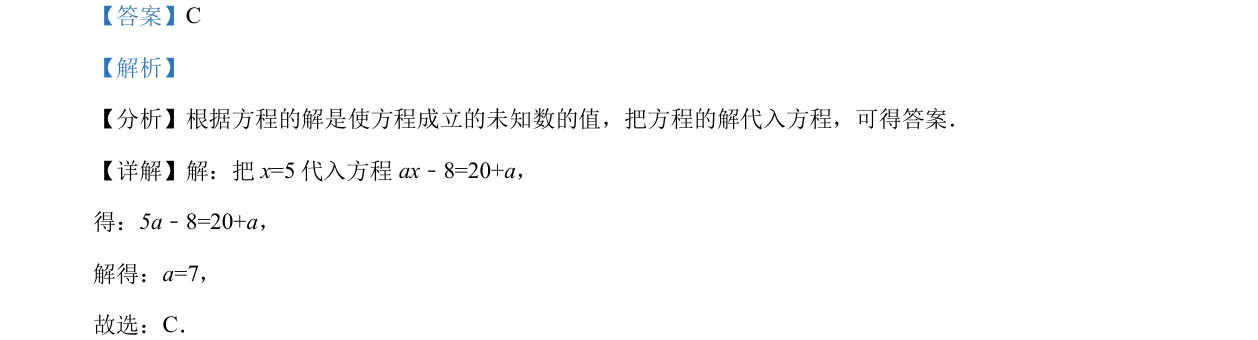 【答案】C
【解析】
【分析】根据方程的解是使方程成立的未知数的值，把方程的解代入方程，可得答案．
【详解】解：把 x=5 代入方程 ax﹣8=20+a，
得：5a﹣8=20+a，
解得：a=7，
故选：C．